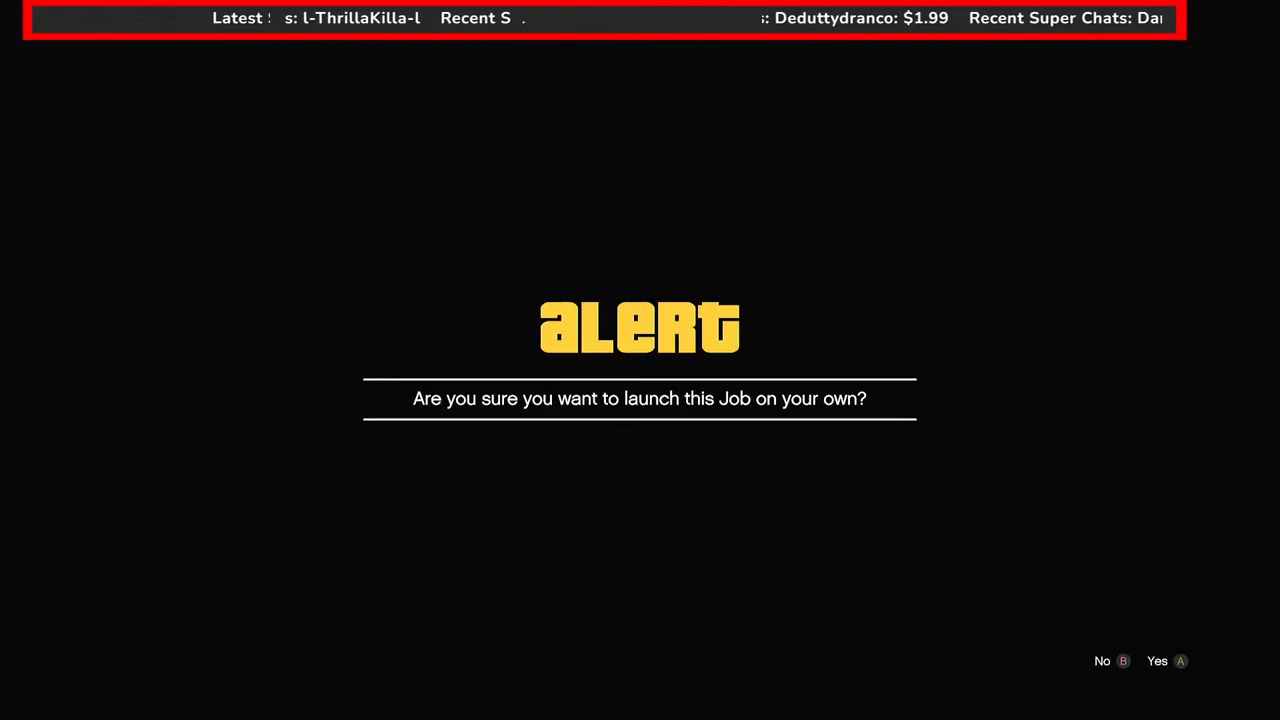 Latest s: l-ThrillaKilla-l Recent S . : Deduttydranco: $1.99 Recent Super Chats: Da
alert
Are you sure you want to launch this Job on your own?
No B Yes A